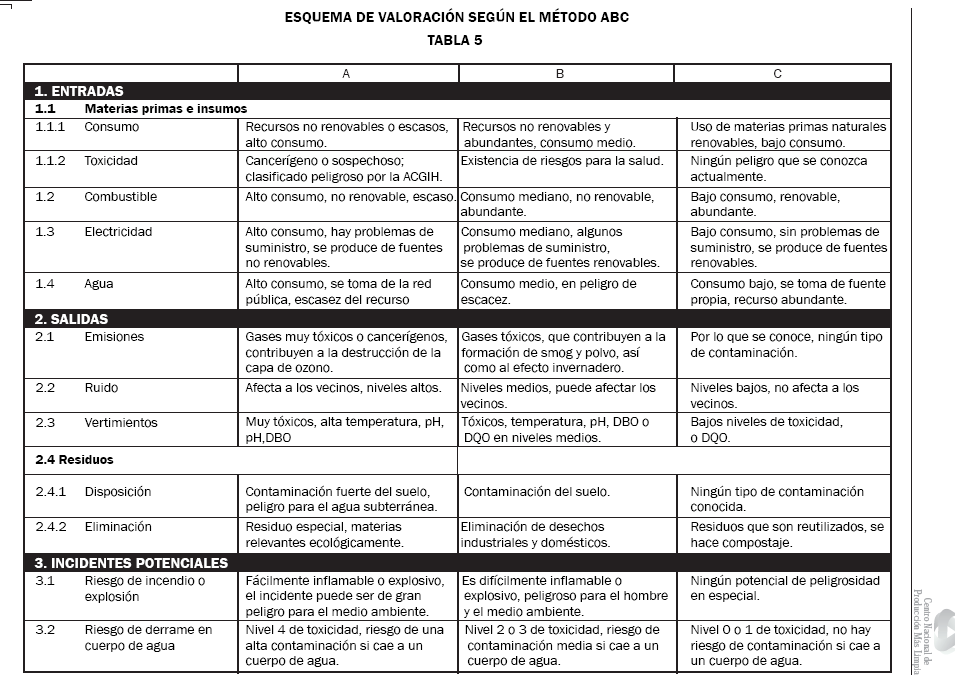 ESQUEMA DE VALORACIÓN SEGÚN EL MÉTODO ABC
TABLA 5
A B C
1. ENTRADAS
1.1 Materias primas e insumos
1.1.1 Consumo Recursos no renovables o escasos, Recursos no renovables y Uso de materias primas naturales
alto consumo. abundantes, consumo medio. renovables, bajo consumo.
1.1.2 Toxicidad Cancerígeno o sospechoso; Existencia de riesgos para la salud. Ningún peligro que se conozca
clasificado peligroso por la ACGIH. actualmente.
1.2 Combustible Alto consumo, no renovable, escaso. Consumo mediano, no renovable, Bajo consumo, renovable,
abundante. abundante.
1.3 Electricidad Alto consumo, hay problemas de Consumo mediano, algunos Bajo consumo, sin problemas de
suministro, se produce de fuentes problemas de suministro, suministro, se produce de fuentes
no renovables. se produce de fuentes renovables. renovables.
1.4 Agua Alto consumo, se toma de la red Consumo medio, en peligro de Consumo bajo, se toma de fuente
pública, escasez del recurso escacez. propia, recurso abundante.
2. SALIDAS
2.1 Emisiones Gases muy tóxicos o cancerígenos, Gases tóxicos, que contribuyen a la Por lo que se conoce, ningún tipo
contribuyen a la destrucción de la formación de smog y polvo, así de contaminación.
capa de ozono. como al efecto invernadero.
2.2 Ruido Afecta a los vecinos, niveles altos. Niveles medios, puede afectar los Niveles bajos, no afecta a los
vecinos. vecinos.
2.3 Vertimientos Muy tóxicos, alta temperatura, pH, Tóxicos, temperatura, pH, DBO o Bajos niveles de toxicidad,
pH,DBO DQO en niveles medios. o DQO.
2.4 Residuos
2.4.1 Disposición Contaminación fuerte del suelo, Contaminación del suelo. Ningún tipo de contaminación
peligro para el agua subterránea. conocida.
2.4.2 Eliminación Residuo especial, materias Eliminación de desechos Residuos que son reutilizados, se
relevantes ecológicamente. industriales y domésticos. hace compostaje.
3. INCIDENTES POTENCIALES
3.1 Riesgo de incendio o Fácilmente inflamable o explosivo, Es difícilmente inflamable o Ningún potencial de peligrosidad
explosión el incidente puede ser de gran explosivo, peligroso para el hombre en especial.
peligro para el medio ambiente. y el medio ambiente.
3.2 Riesgo de derrame en Nivel 4 de toxicidad, riesgo de una Nivel 2 o 3 de toxicidad, riesgo de Nivel 0 o 1 de toxicidad, no hay
cuerpo de agua alta contaminación si cae a un contaminación media si cae a un riesgo de contaminación si cae a
cuerpo de agua. cuerpo de agua. un cuerpo de agua.
Centro Nacional de
Producción Más Limpia